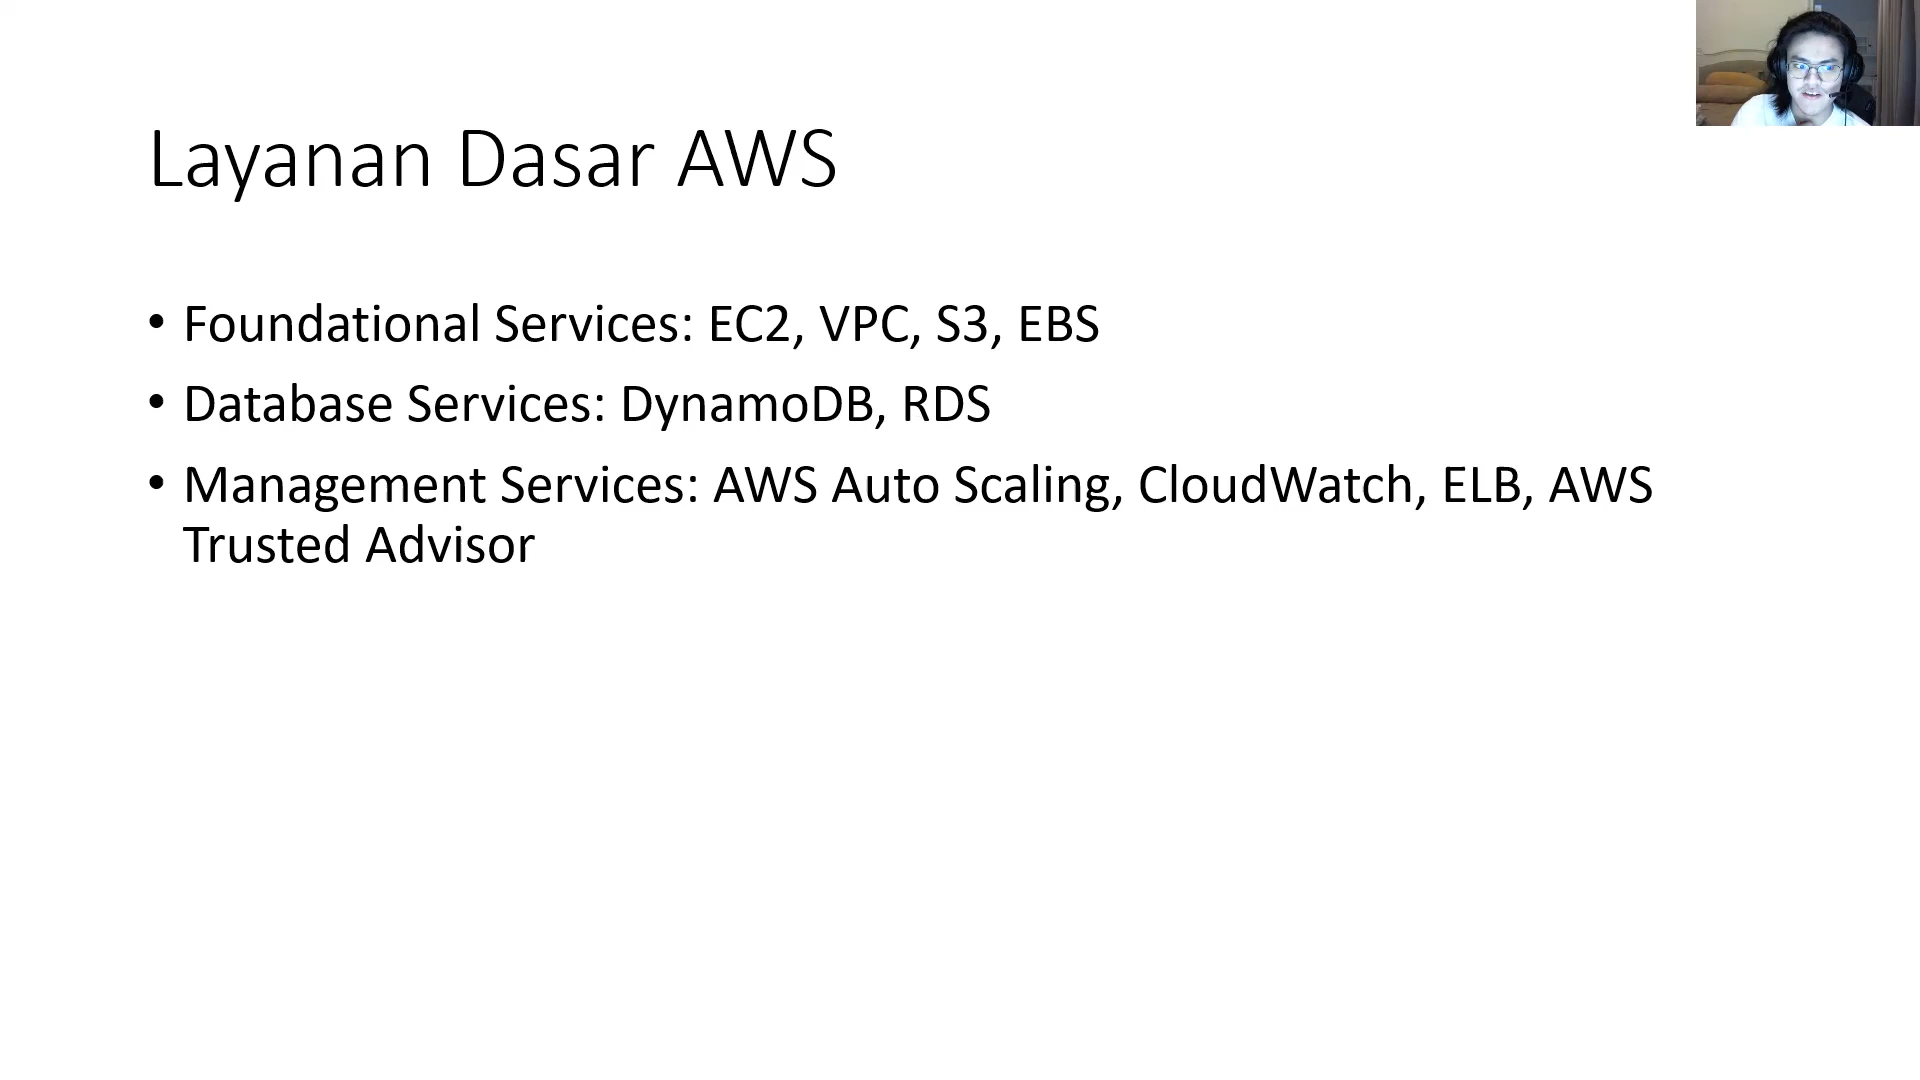 Layanan Dasar AWS
• Foundational Services: EC2, VPC, S3, EBS
• Database Services: DynamoDB, RDS
• Management Services: AWS Auto Scaling, CloudWatch, ELB, AWS
Trusted Advisor